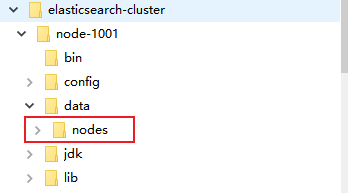 elasticsearch-cluster
node-1001
bin
config
data
nodes
jdk
lib